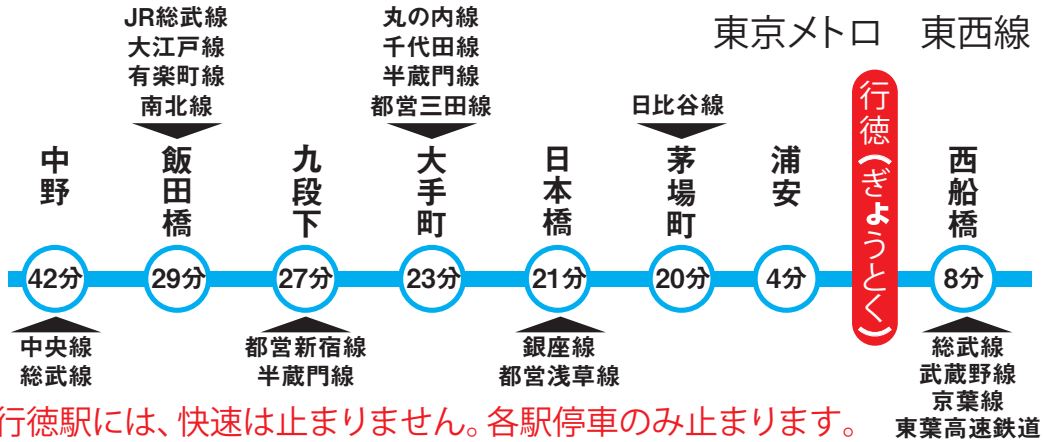 東京メトロ　東西線
JR総武線
大江戸線
有楽町線
南北線
丸の内線
千代田線
半蔵門線
都営三田線
日比谷線
中野
飯田橋
九段下
大手町
日本橋
茅場町
浦安
行徳(ぎょうとく)
西船橋
42分
29分
27分
23分
21分
20分
4分
8分
中央線
総武線
都営新宿線
半蔵門線
銀座線
都営浅草線
総武線
武蔵野線
京葉線
東葉高速鉄道
行徳駅には、快速は止まりません。各駅停車のみ止まります。